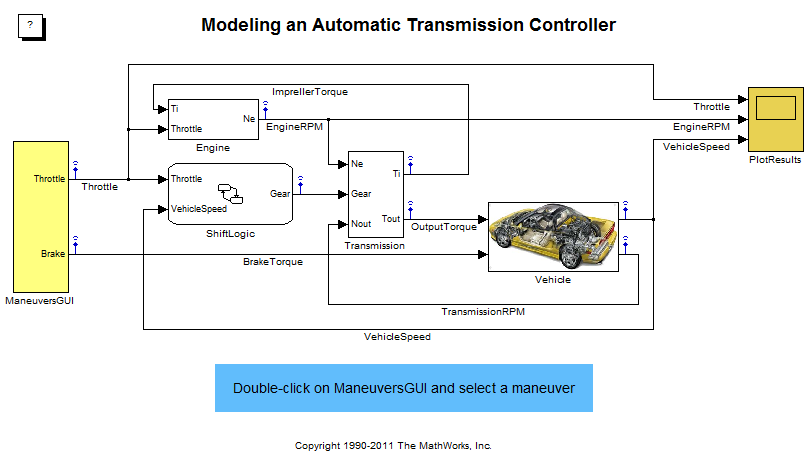 ?
Modeling an Automatic Transmission Controller
ImprellerTorque
Ti
Throttle
Ne
Engine
EngineRPM
Throttle
EngineRPM
VehicleSpeed
PlotResults
Throttle
Brake
ManeuversGUI
Throttle
Throttle
VehicleSpeed
Gear
ShiftLogic
Ne
Gear
Nout
Ti
Tout
Transmission
OutputTorque
BrakeTorque
Vehicle
TransmissionRPM
VehicleSpeed
Double-click on ManeuversGUI and select a maneuver
Copyright 1990-2011 The MathWorks, Inc.